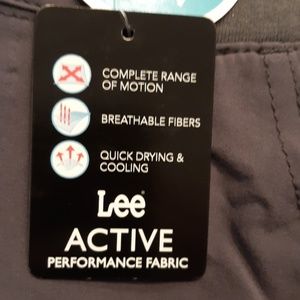 COMPLETE RANGE
OF MOTION
BREATHABLE FIBERS
QUICK DRYING &
COOLING
Lee®
ACTIVE
PERFORMANCE FABRIC